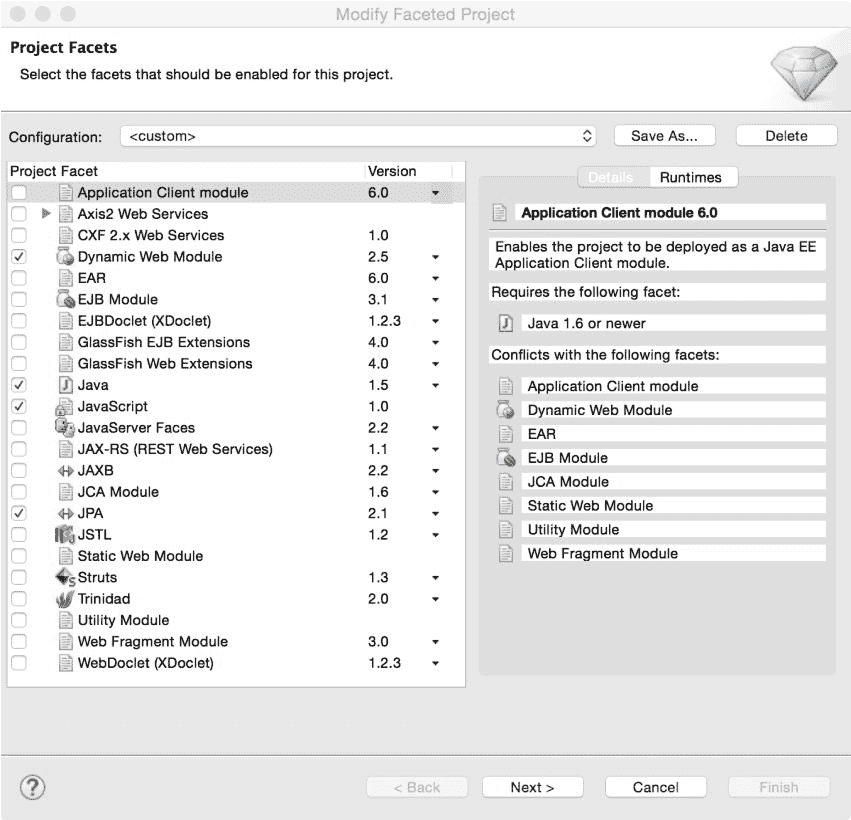 Modify Faceted Project
Project Facets
Select the facets that should be enabled for this project.
Configuration: <custom> Save As... Delete
Project Facet Version
Application Client module 6.0
Axis2 Web Services
CXF 2.x Web Services 1.0
Dynamic Web Module 2.5
EAR 6.0
EJB Module 3.1
EJBDoclet (XDoclet) 1.2.3
GlassFish EJB Extensions 4.0
GlassFish Web Extensions 4.0
Java 1.5
JavaScript 1.0
JavaServer Faces 2.2
JAX-RS (REST Web Services) 1.1
JAXB 2.2
JCA Module 1.6
JPA 2.1
JSTL 1.2
Static Web Module
Struts 1.3
Trinidad 2.0
Utility Module
Web Fragment Module 3.0
WebDoclet (XDoclet) 1.2.3
Details Runtimes
Application Client module 6.0
Enables the project to be deployed as a Java EE
Application Client module.
Requires the following facet:
Java 1.6 or newer
Conflicts with the following facets:
Application Client module
Dynamic Web Module
EAR
EJB Module
JCA Module
Static Web Module
Utility Module
Web Fragment Module
? < Back Next > Cancel Finish